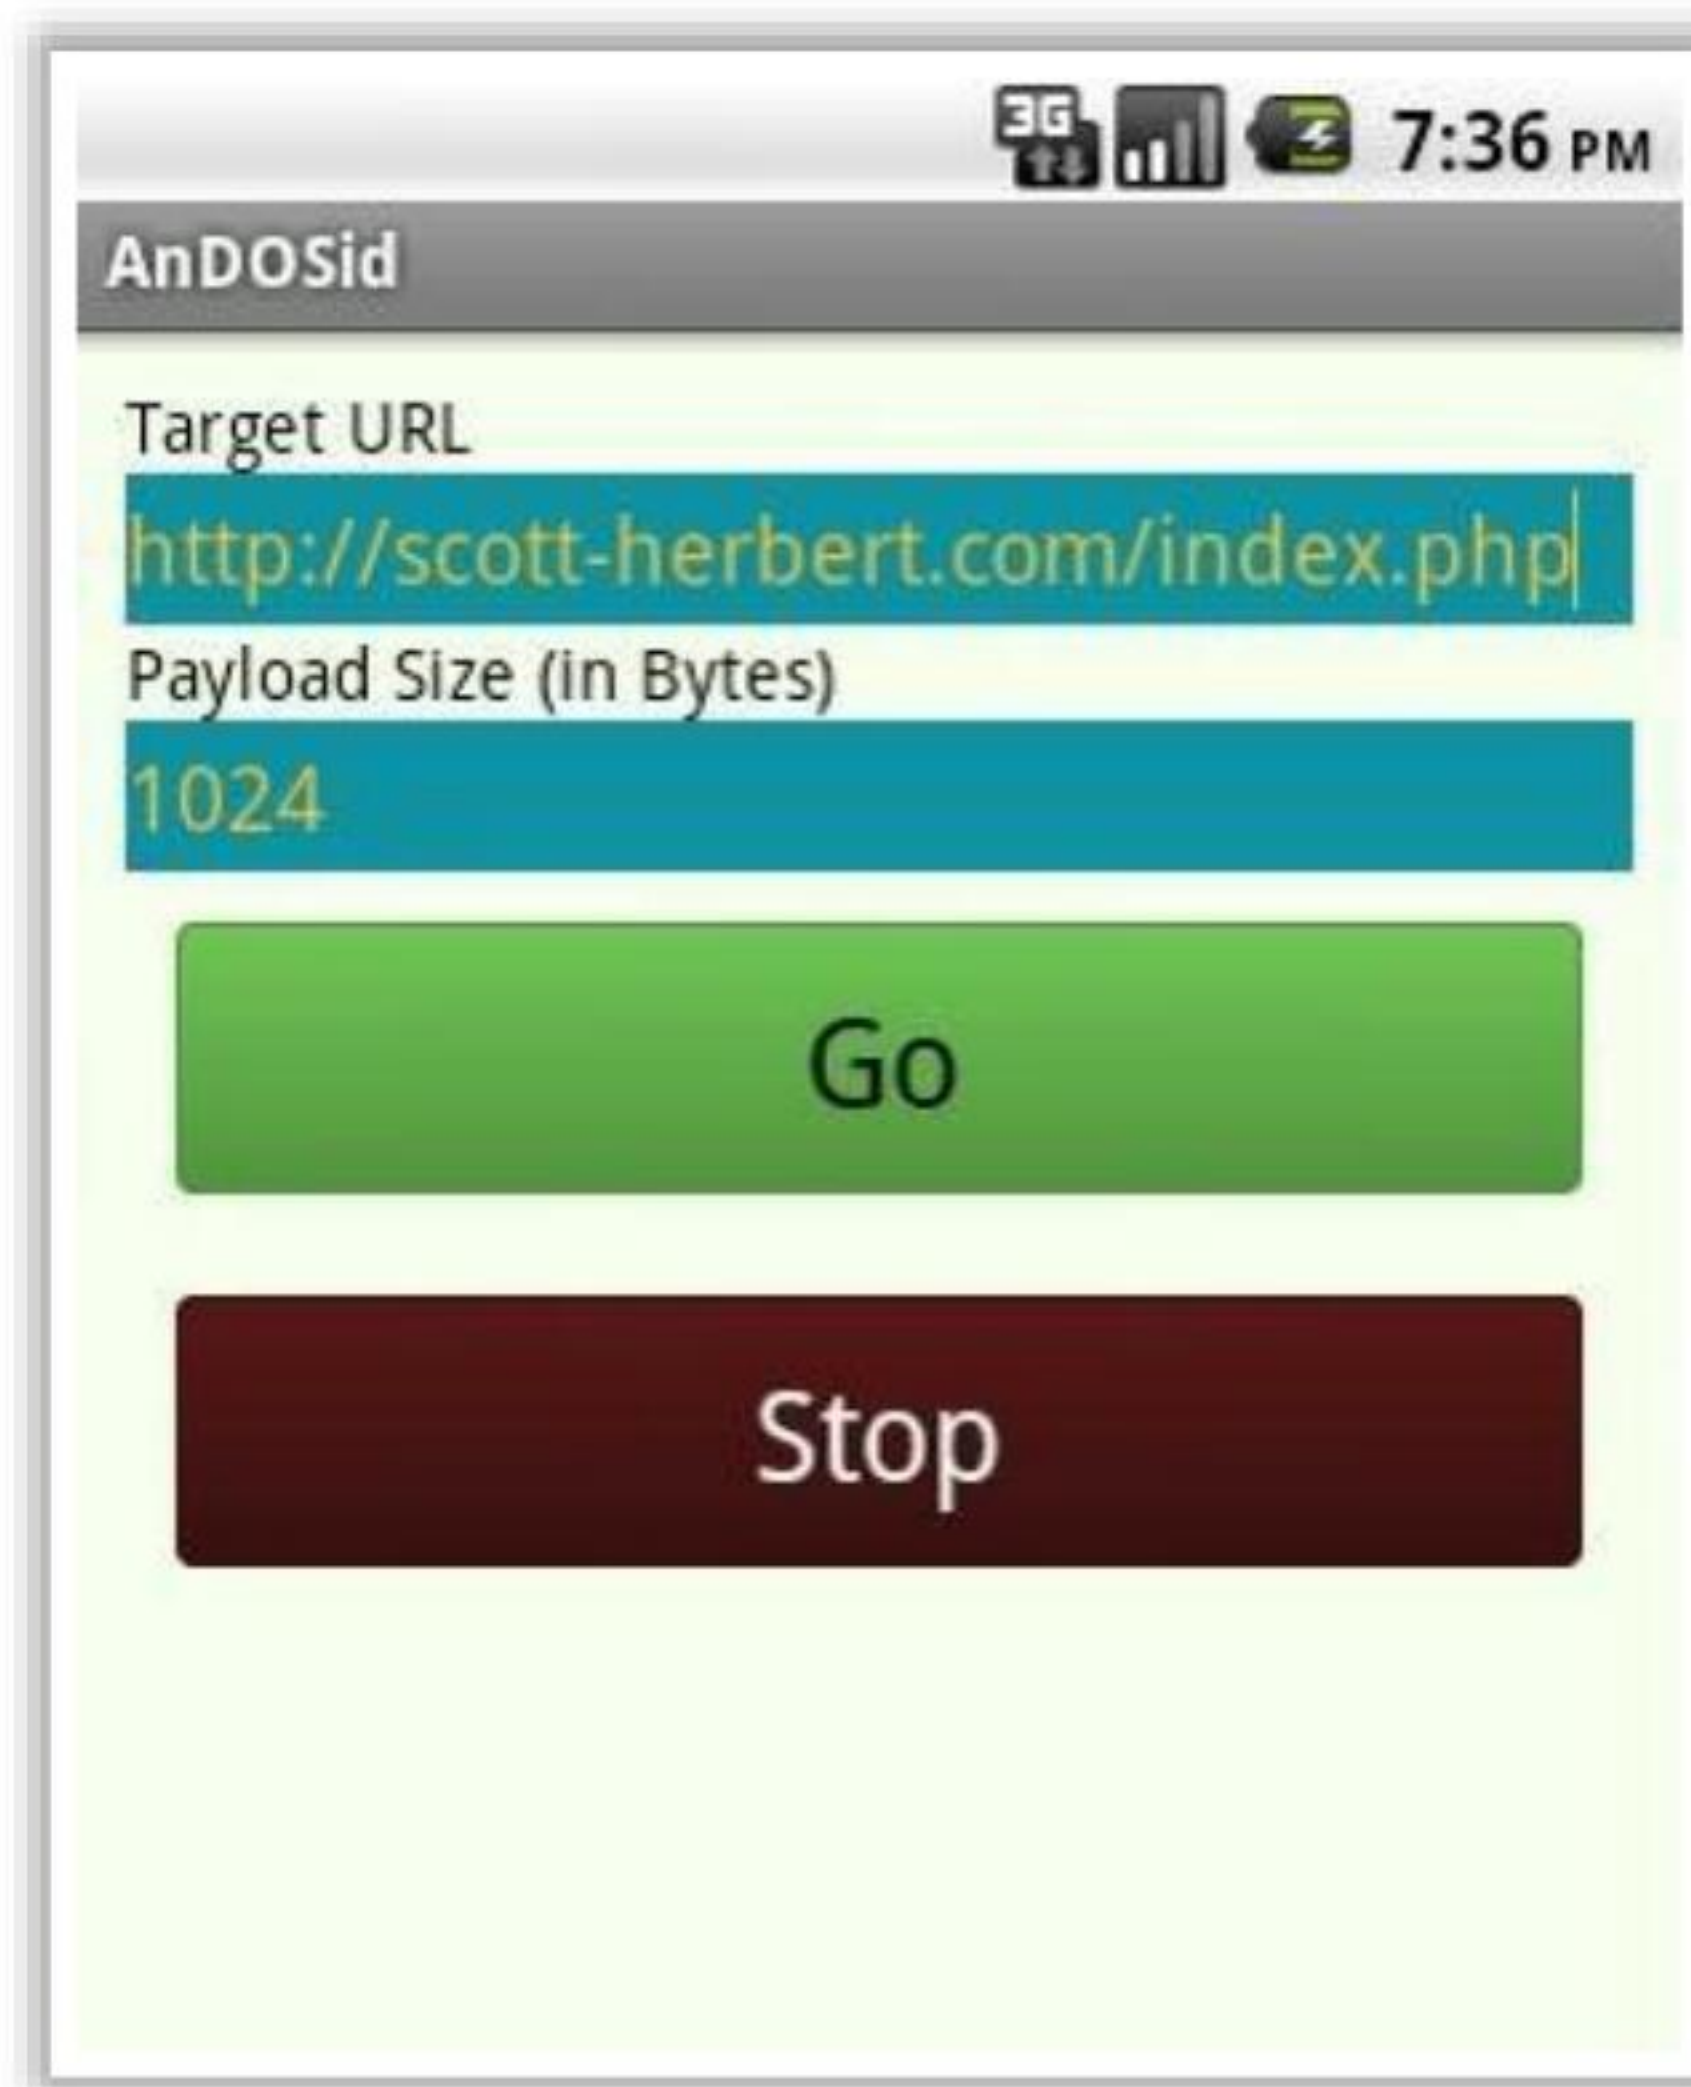 3G 7:36 PM
AnDOSid
Target URL
http://scott-herbert.com/index.php
Payload Size (in Bytes)
1024
Go
Stop